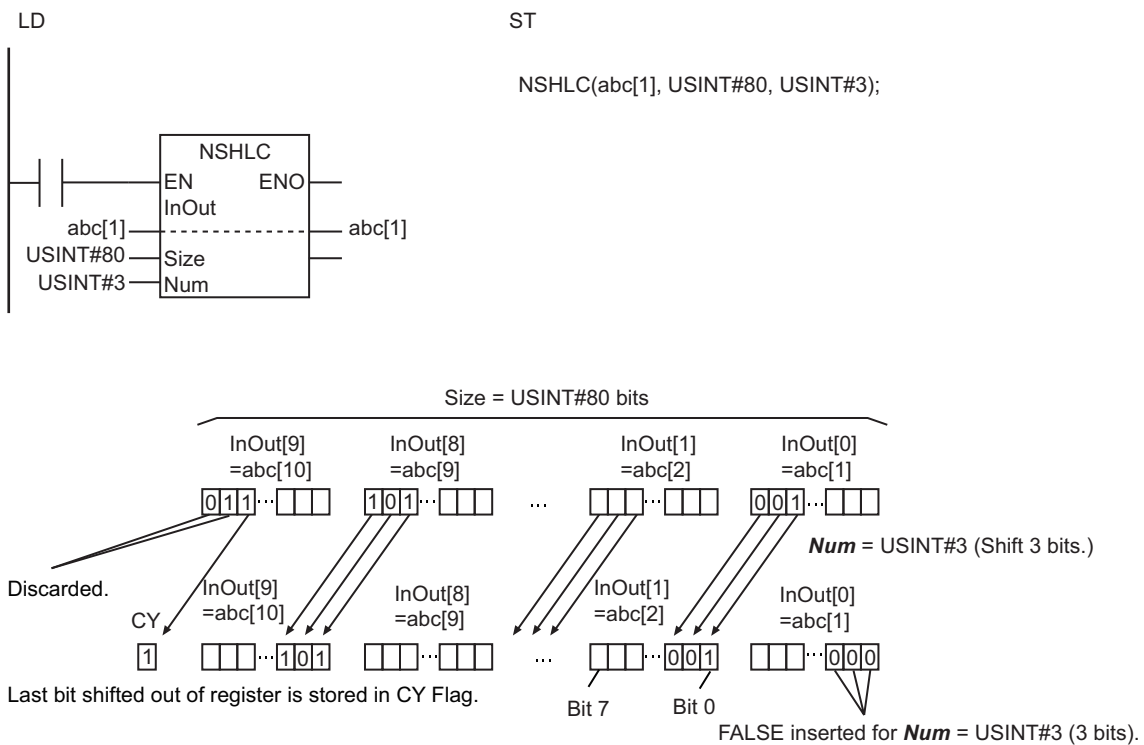 LD
ST
NSHLC(abc[1], USINT#80, USINT#3);
NSHLC
EN ENO
InOut
abc[1] abc[1]
USINT#80 Size
USINT#3 Num
Size = USINT#80 bits
InOut[9] InOut[8] InOut[1] InOut[0]
=abc[10] =abc[9] =abc[2] =abc[1]
0 1 1 ... 1 0 1 ... ... ... 0 0 1 ...
Num = USINT#3 (Shift 3 bits.)
Discarded.
InOut[9] InOut[8] InOut[1] InOut[0]
=abc[10] =abc[9] =abc[2] =abc[1]
CY
1 ... 1 0 1 ... ... ... 0 0 1 ... 0 0 0
Last bit shifted out of register is stored in CY Flag.
Bit 7 Bit 0
FALSE inserted for Num = USINT#3 (3 bits).